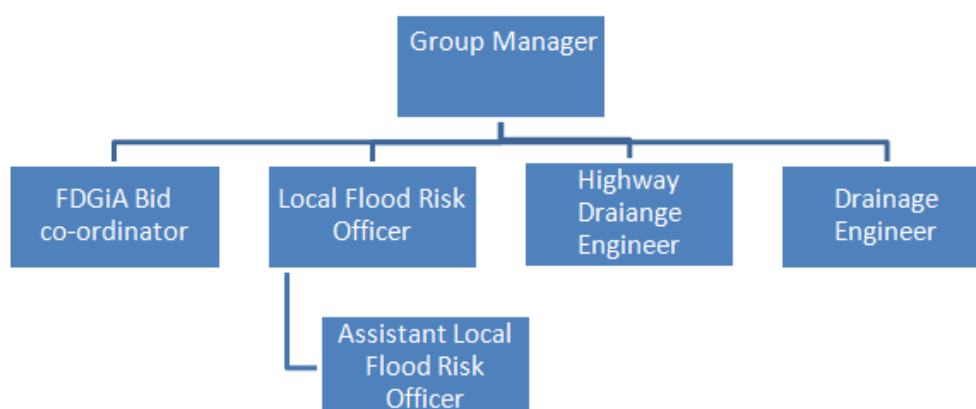 Group Manager
FDGiA Bid
co-ordinator
Local Flood Risk
Officer
Highway
Draiange
Engineer
Drainage
Engineer
Assistant Local
Flood Risk
Officer